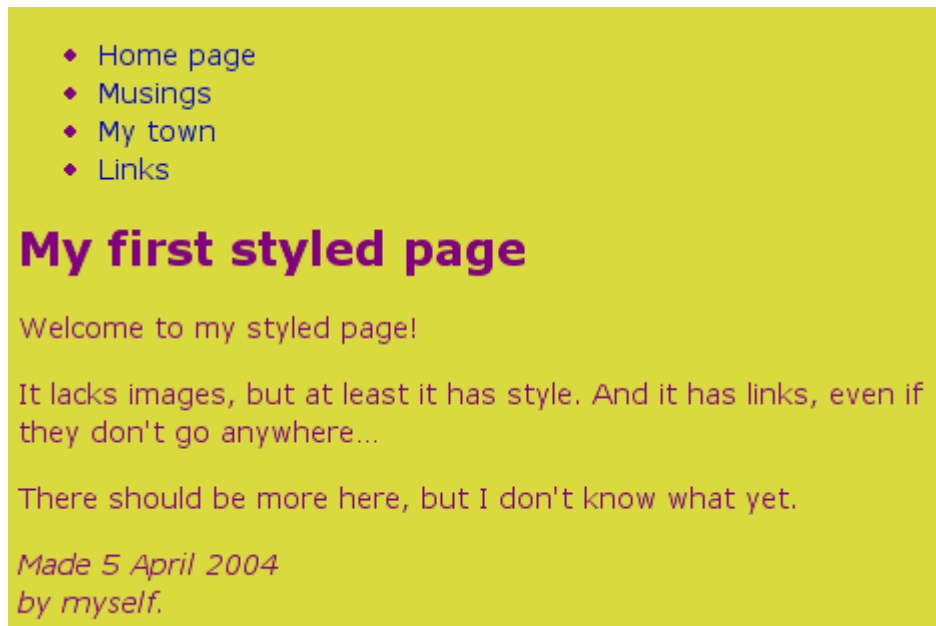 Home page
Musings
My town
Links
My first styled page
Welcome to my styled page!
It lacks images, but at least it has style. And it has links, even if
they don't go anywhere...
There should be more here, but I don't know what yet.
Made 5 April 2004
by myself.